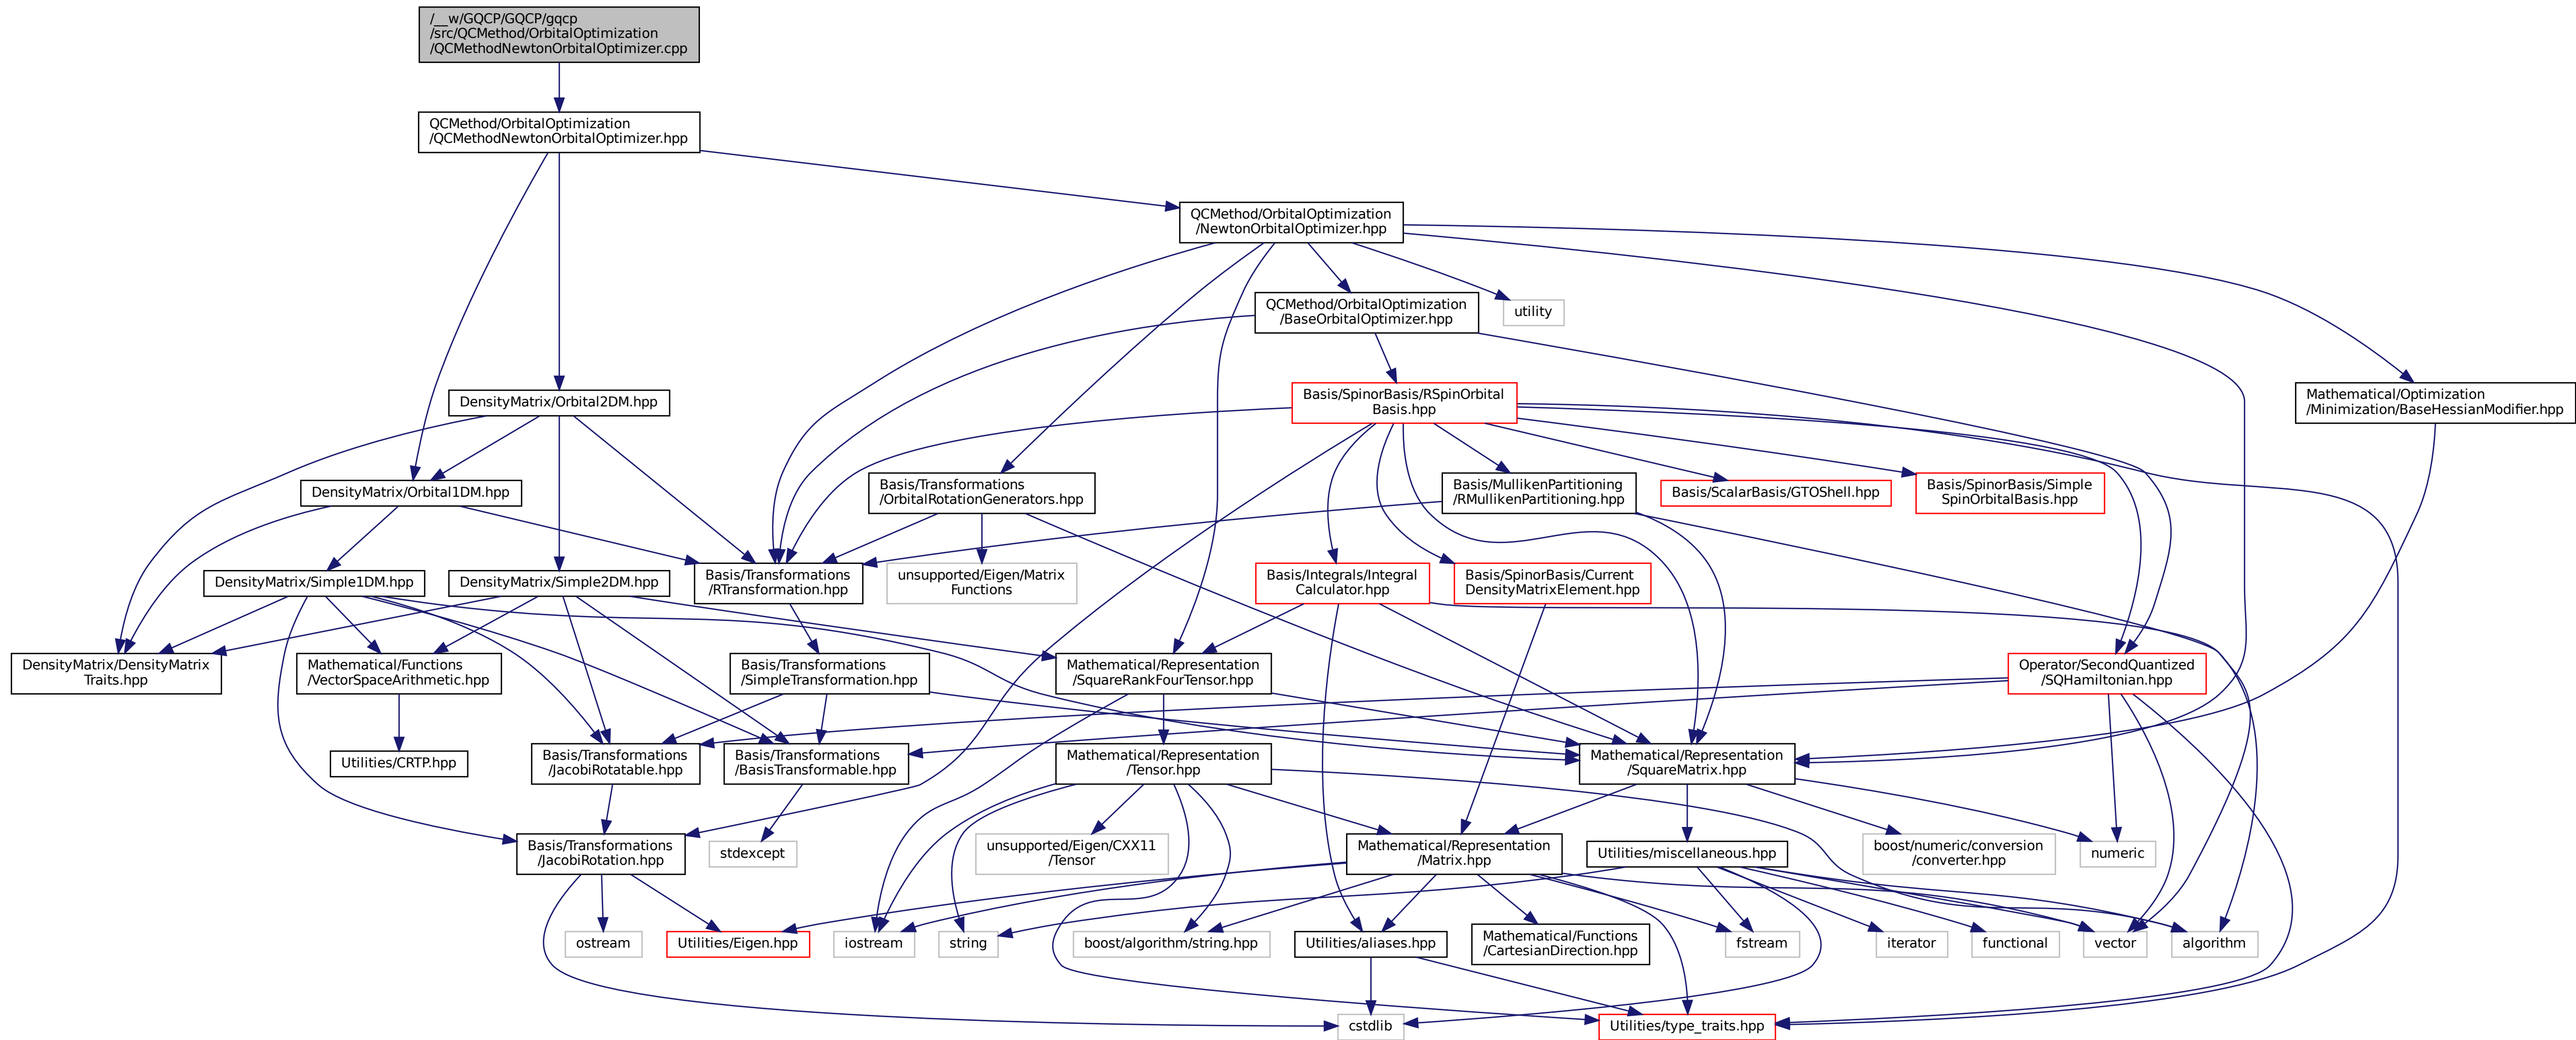 /__w/GQCP/GQCP/gqcp
/src/QCMethod/OrbitalOptimization
/QCMethodNewtonOrbitalOptimizer.cpp
QCMethod/OrbitalOptimization
/QCMethodNewtonOrbitalOptimizer.hpp
QCMethod/OrbitalOptimization
/NewtonOrbitalOptimizer.hpp
QCMethod/OrbitalOptimization
/BaseOrbitalOptimizer.hpp
utility
DensityMatrix/Orbital2DM.hpp
Basis/SpinorBasis/RSpinOrbital
Basis.hpp
Mathematical/Optimization
/Minimization/BaseHessianModifier.hpp
DensityMatrix/Orbital1DM.hpp
Basis/Transformations
/OrbitalRotationGenerators.hpp
Basis/MullikenPartitioning
/RMullikenPartitioning.hpp
Basis/ScalarBasis/GTOShell.hpp
Basis/SpinorBasis/Simple
SpinOrbitalBasis.hpp
DensityMatrix/Simple1DM.hpp
DensityMatrix/Simple2DM.hpp
Basis/Transformations
/RTransformation.hpp
unsupported/Eigen/Matrix
Functions
Basis/Integrals/Integral
Calculator.hpp
Basis/SpinorBasis/Current
DensityMatrixElement.hpp
DensityMatrix/DensityMatrix
Traits.hpp
Mathematical/Functions
/VectorSpaceArithmetic.hpp
Basis/Transformations
/SimpleTransformation.hpp
Mathematical/Representation
/SquareRankFourTensor.hpp
Operator/SecondQuantized
/SQHamiltonian.hpp
Utilities/CRTP.hpp
Basis/Transformations
/JacobiRotatable.hpp
Basis/Transformations
/BasisTransformable.hpp
Mathematical/Representation
/Tensor.hpp
Mathematical/Representation
/SquareMatrix.hpp
Basis/Transformations
/JacobiRotation.hpp
stdexcept
unsupported/Eigen/CXX11
/Tensor
Mathematical/Representation
/Matrix.hpp
Utilities/miscellaneous.hpp
boost/numeric/conversion
/converter.hpp
numeric
ostream
Utilities/Eigen.hpp
iostream
string
boost/algorithm/string.hpp
Utilities/aliases.hpp
Mathematical/Functions
/CartesianDirection.hpp
fstream
iterator
functional
vector
algorithm
cstdlib
Utilities/type_traits.hpp